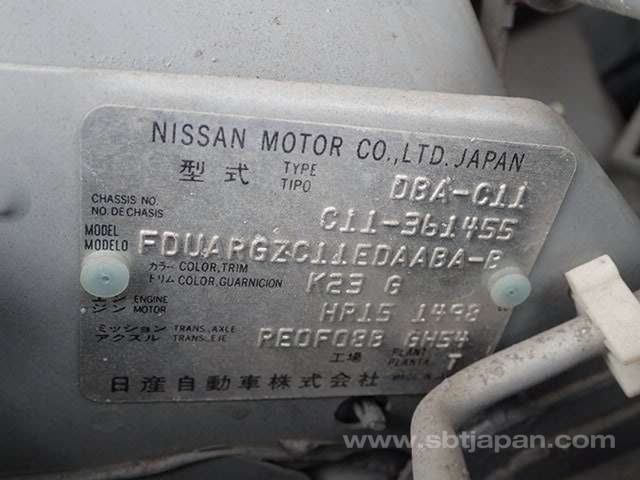 NISSAN MOTOR CO.,LTD. JAPAN
型式 TYPE TIPO DBA-C11
CHASSIS NO. NO. DE CHASIS C11-361455
MODEL MODELO FDUARGZC11EDAABA-B
カラー COLOR,TRIM
トリム COLOR,GUARNICION K23 G
エンジン ENGINE MOTOR HR15 1498
ミッション TRANS.,AXLE
アクスル TRANS.,EJE RE0F08B GH54
工場 PLANT PLANTA T
日産自動車株式会社
www.sbtjapan.com